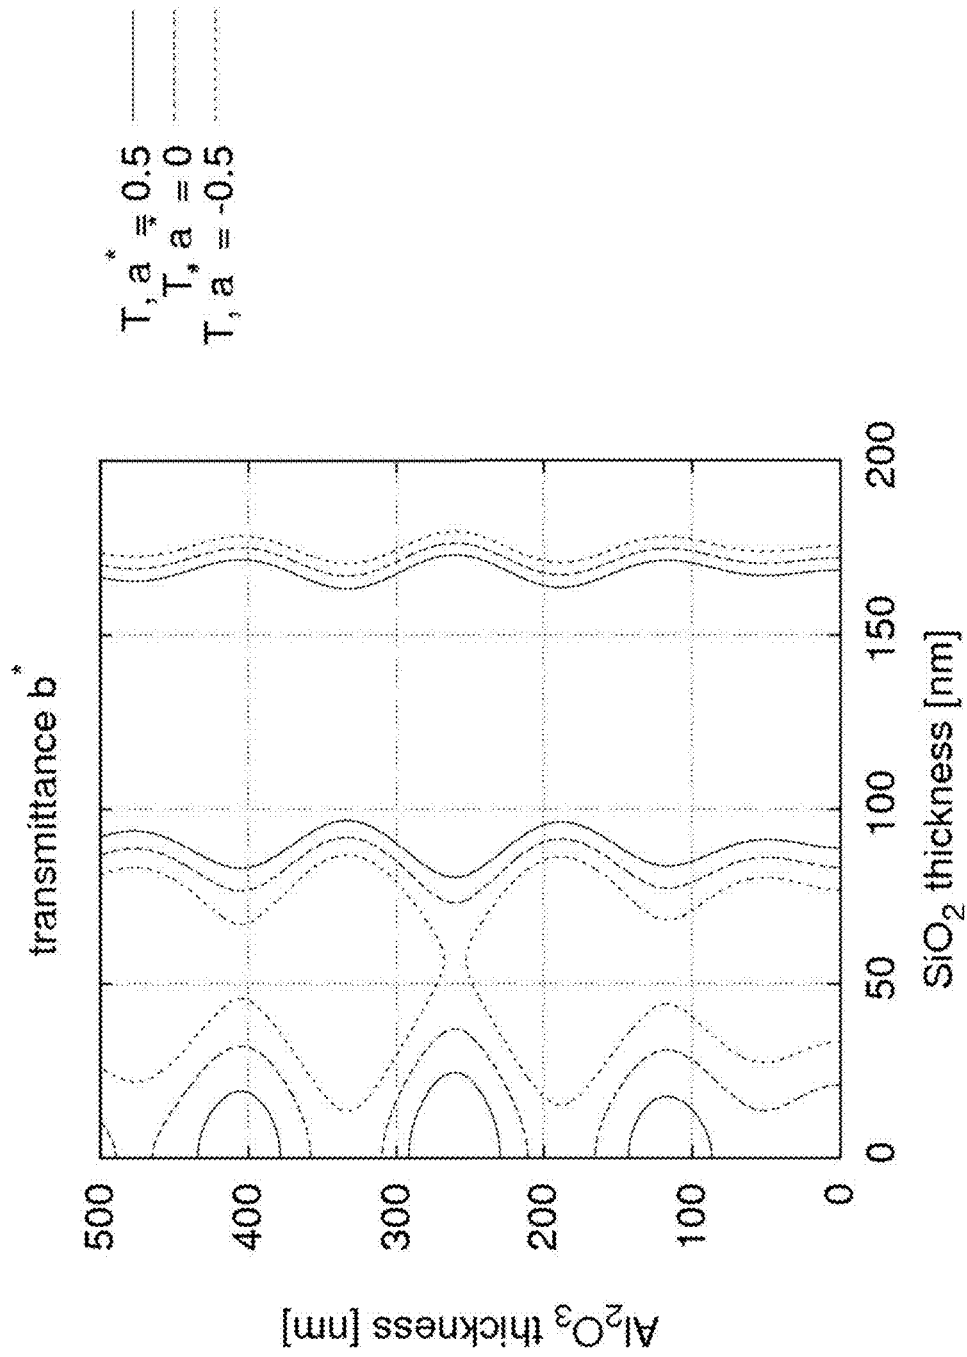 transmittance b*
T, a* = 0.5
T, a* = 0
T, a* = -0.5
Al2O3 thickness [nm]
500
400
300
200
100
0
0
50
100
150
200
SiO2 thickness [nm]